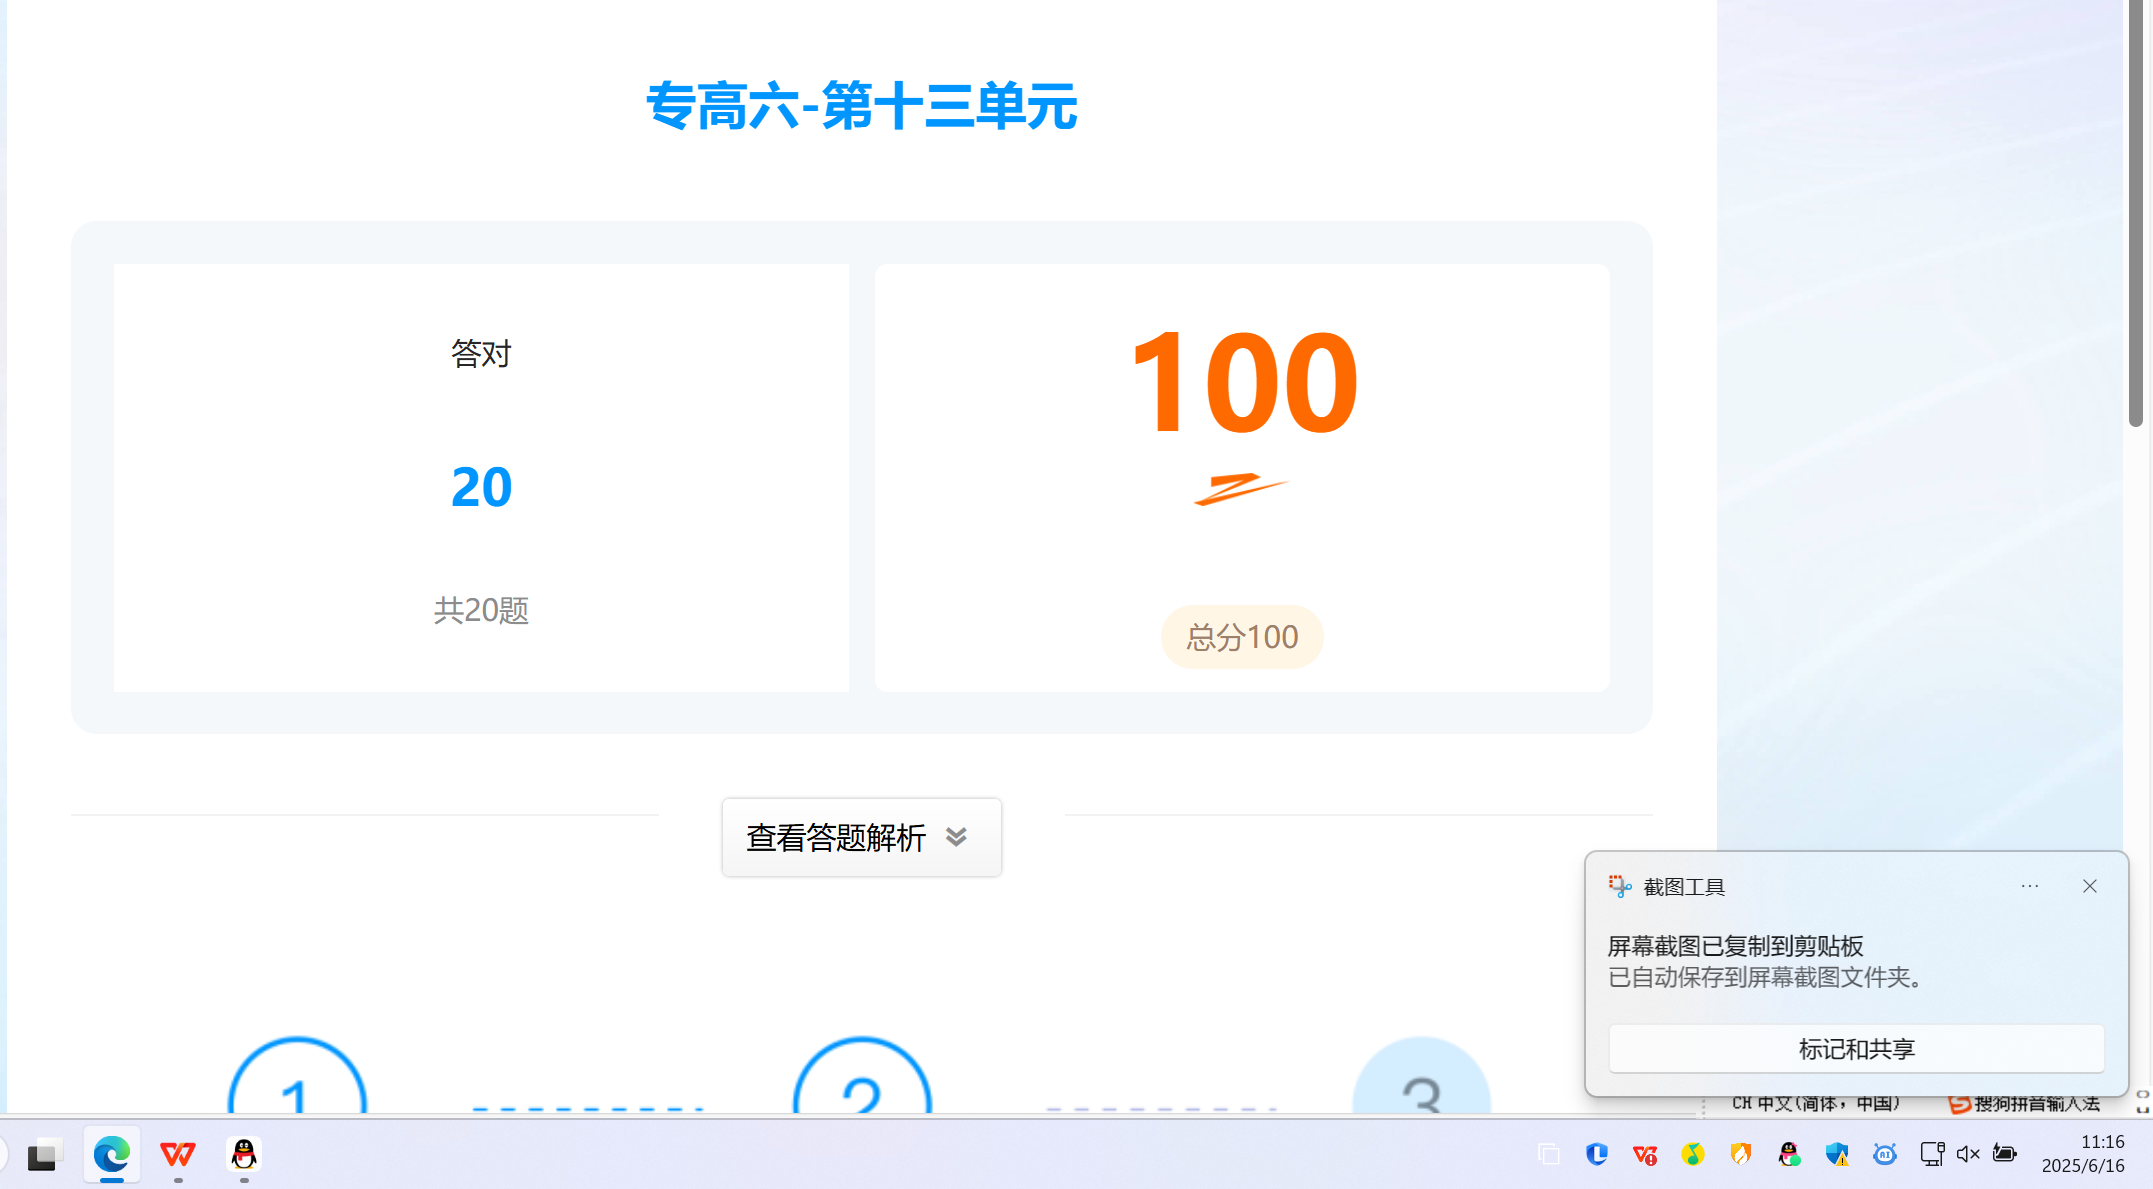 专高六-第十三单元
答对
20
共20题
100
总分100
查看答题解析
1
2
3
截图工具
屏幕截图已复制到剪贴板
已自动保存到屏幕截图文件夹。
标记和共享
CH 中文(简体，中国)
搜狗拼音输入法
11:16
2025/6/16